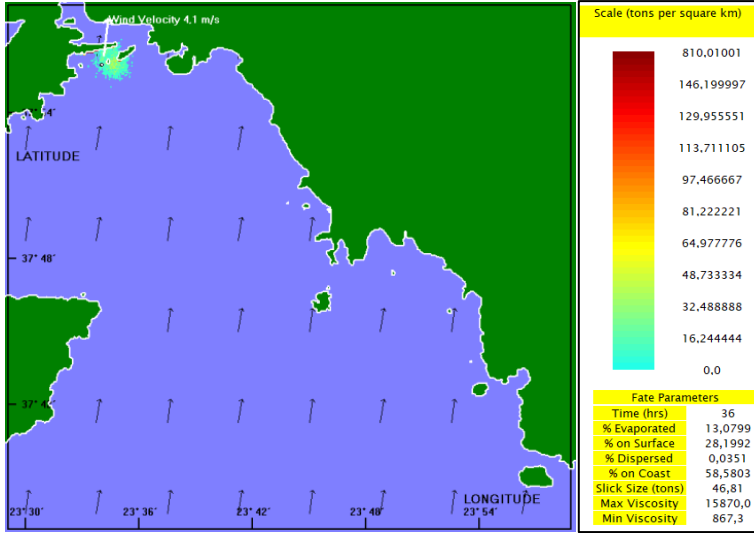 Wind Velocity 4,1 m/s
LATITUDE
37° 48′
LONGITUDE
23° 30′ 23° 36′ 23° 42′ 23° 48′ 23° 54′
Scale (tons per square km)
810,01001
146,199997
129,955551
113,711105
97,466667
81,222221
64,977776
48,733334
32,488888
16,244444
0,0
Fate Parameters
Time (hrs) 36
% Evaporated 13,0799
% on Surface 28,1992
% Dispersed 0,0351
% on Coast 58,5803
Slick Size (tons) 46,81
Max Viscosity 15870,0
Min Viscosity 867,3